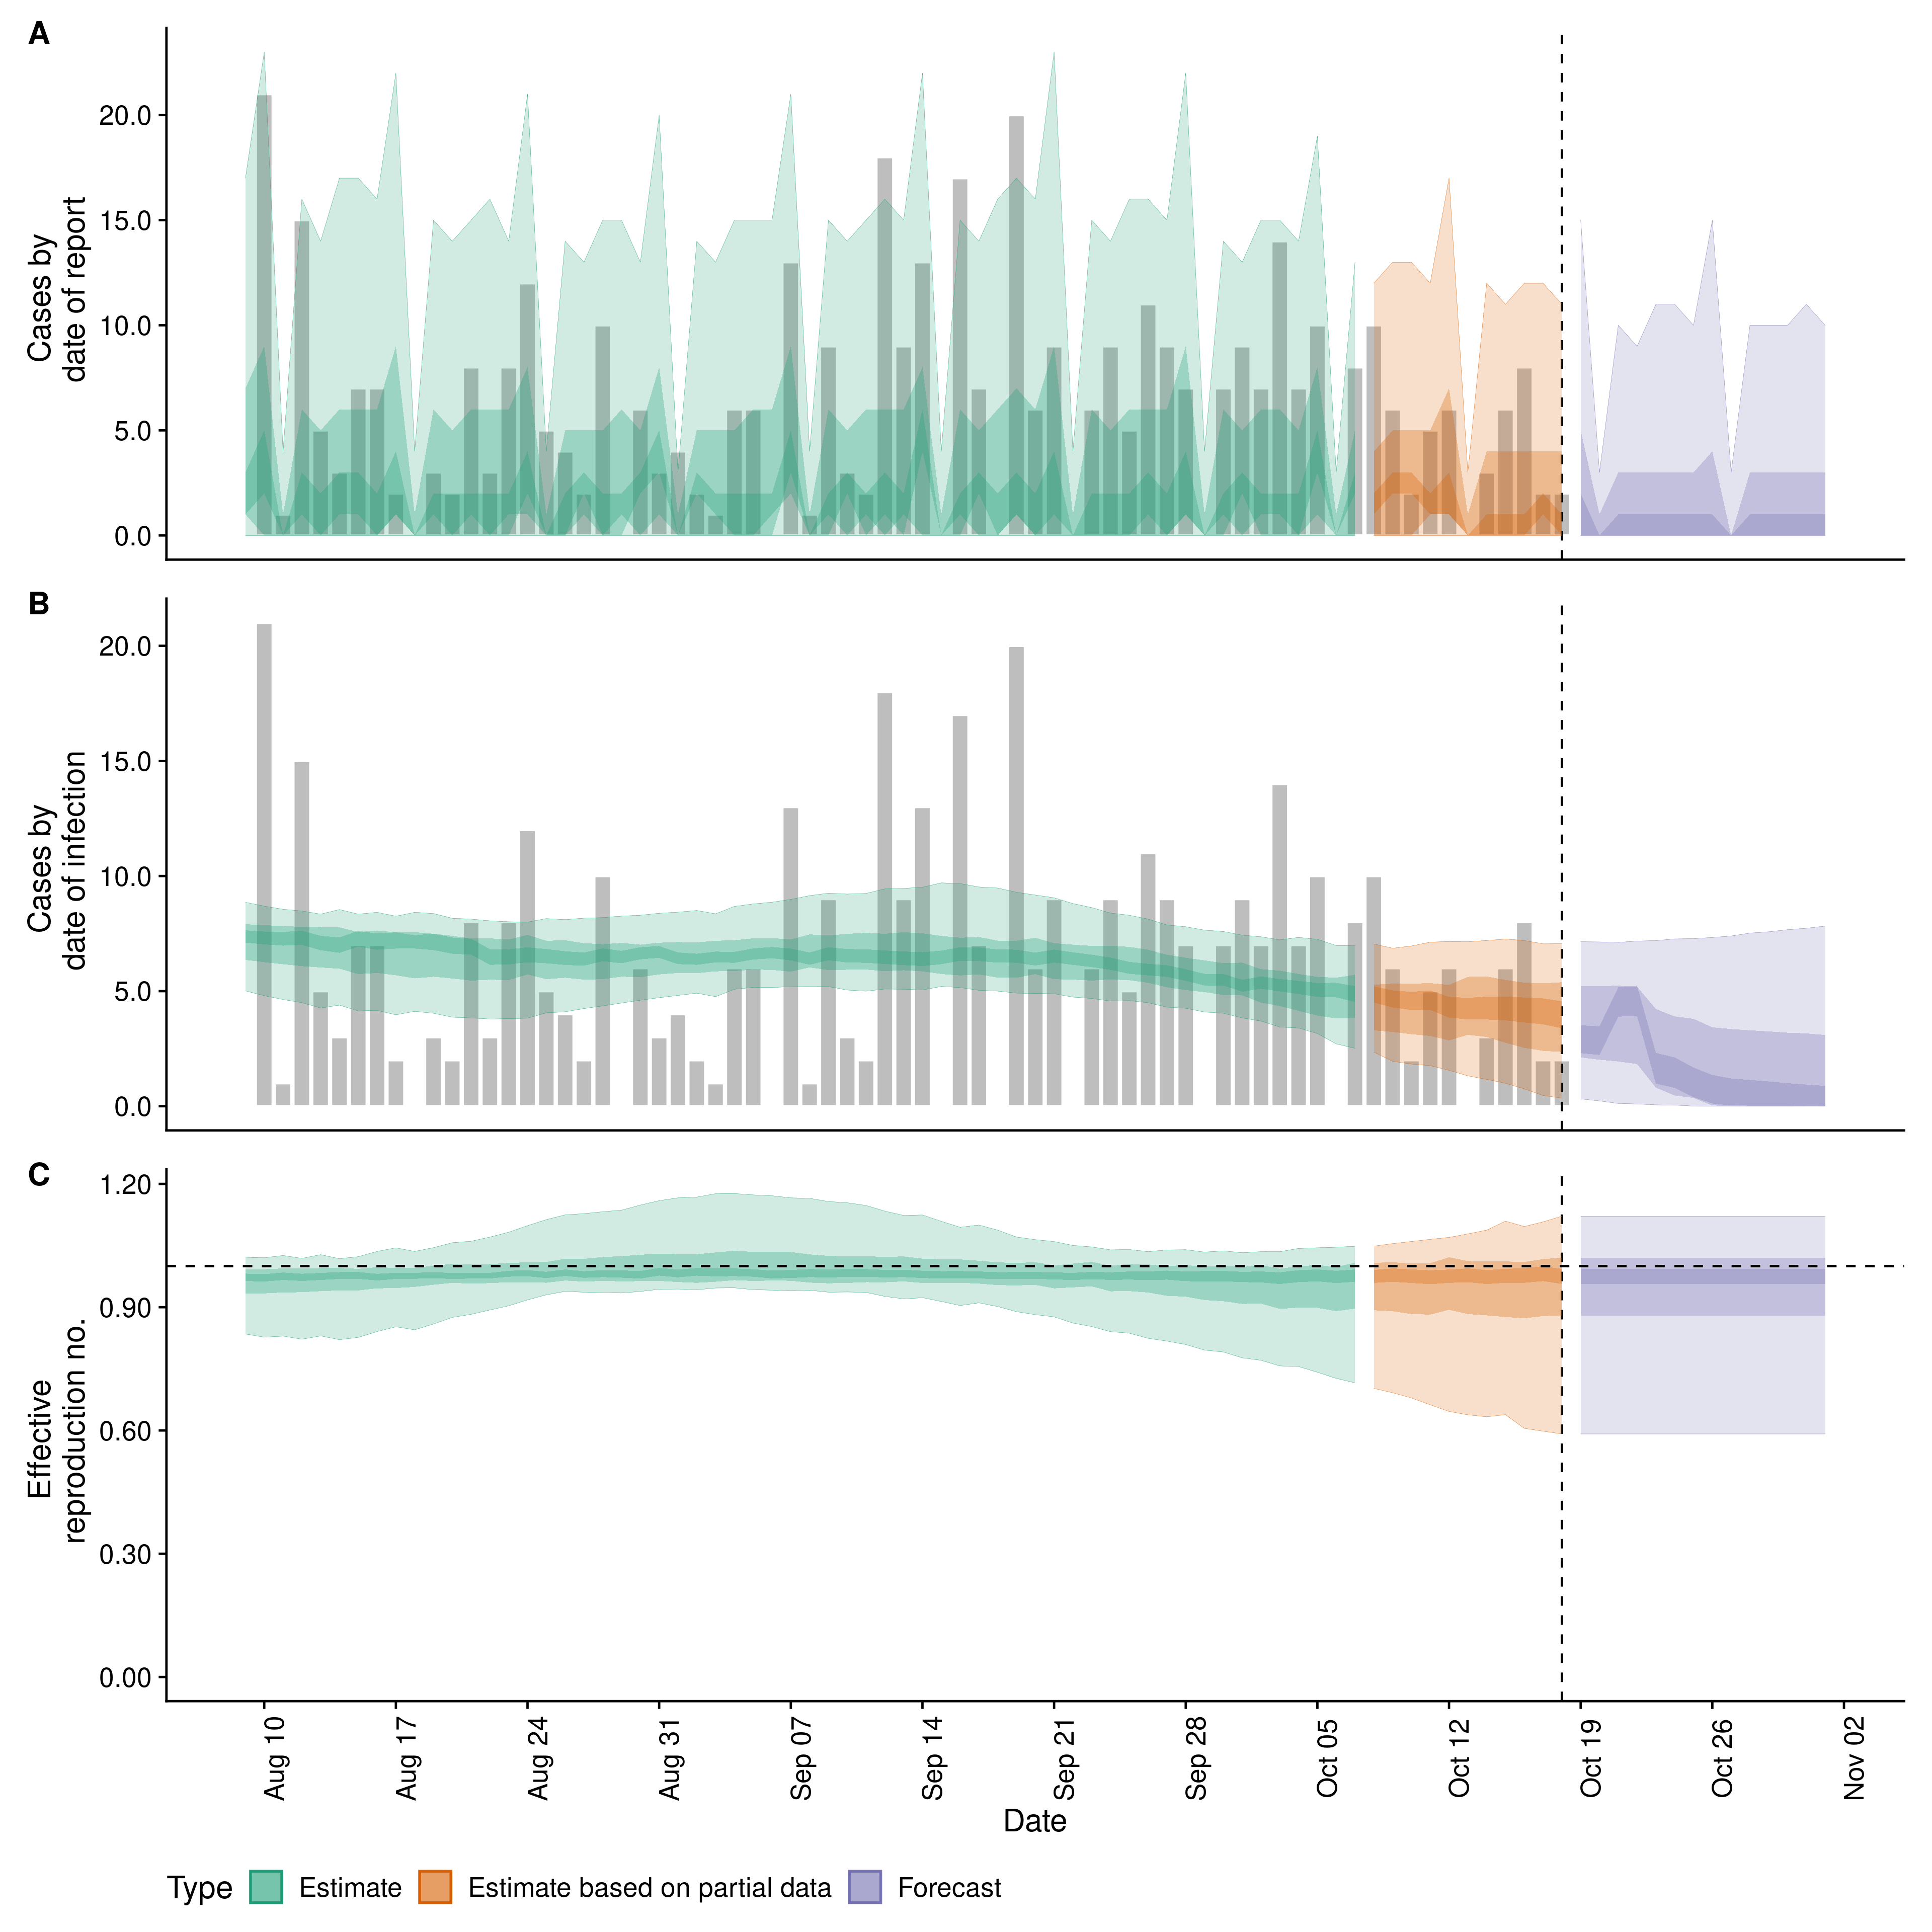 A
Cases by
date of report
20.0
15.0
10.0
5.0
0.0
B
Cases by
date of infection
20.0
15.0
10.0
5.0
0.0
C
Effective
reproduction no.
1.20
0.90
0.60
0.30
0.00
Aug 10
Aug 17
Aug 24
Aug 31
Sep 07
Sep 14
Sep 21
Sep 28
Oct 05
Oct 12
Oct 19
Oct 26
Nov 02
Date
Type Estimate Estimate based on partial data Forecast